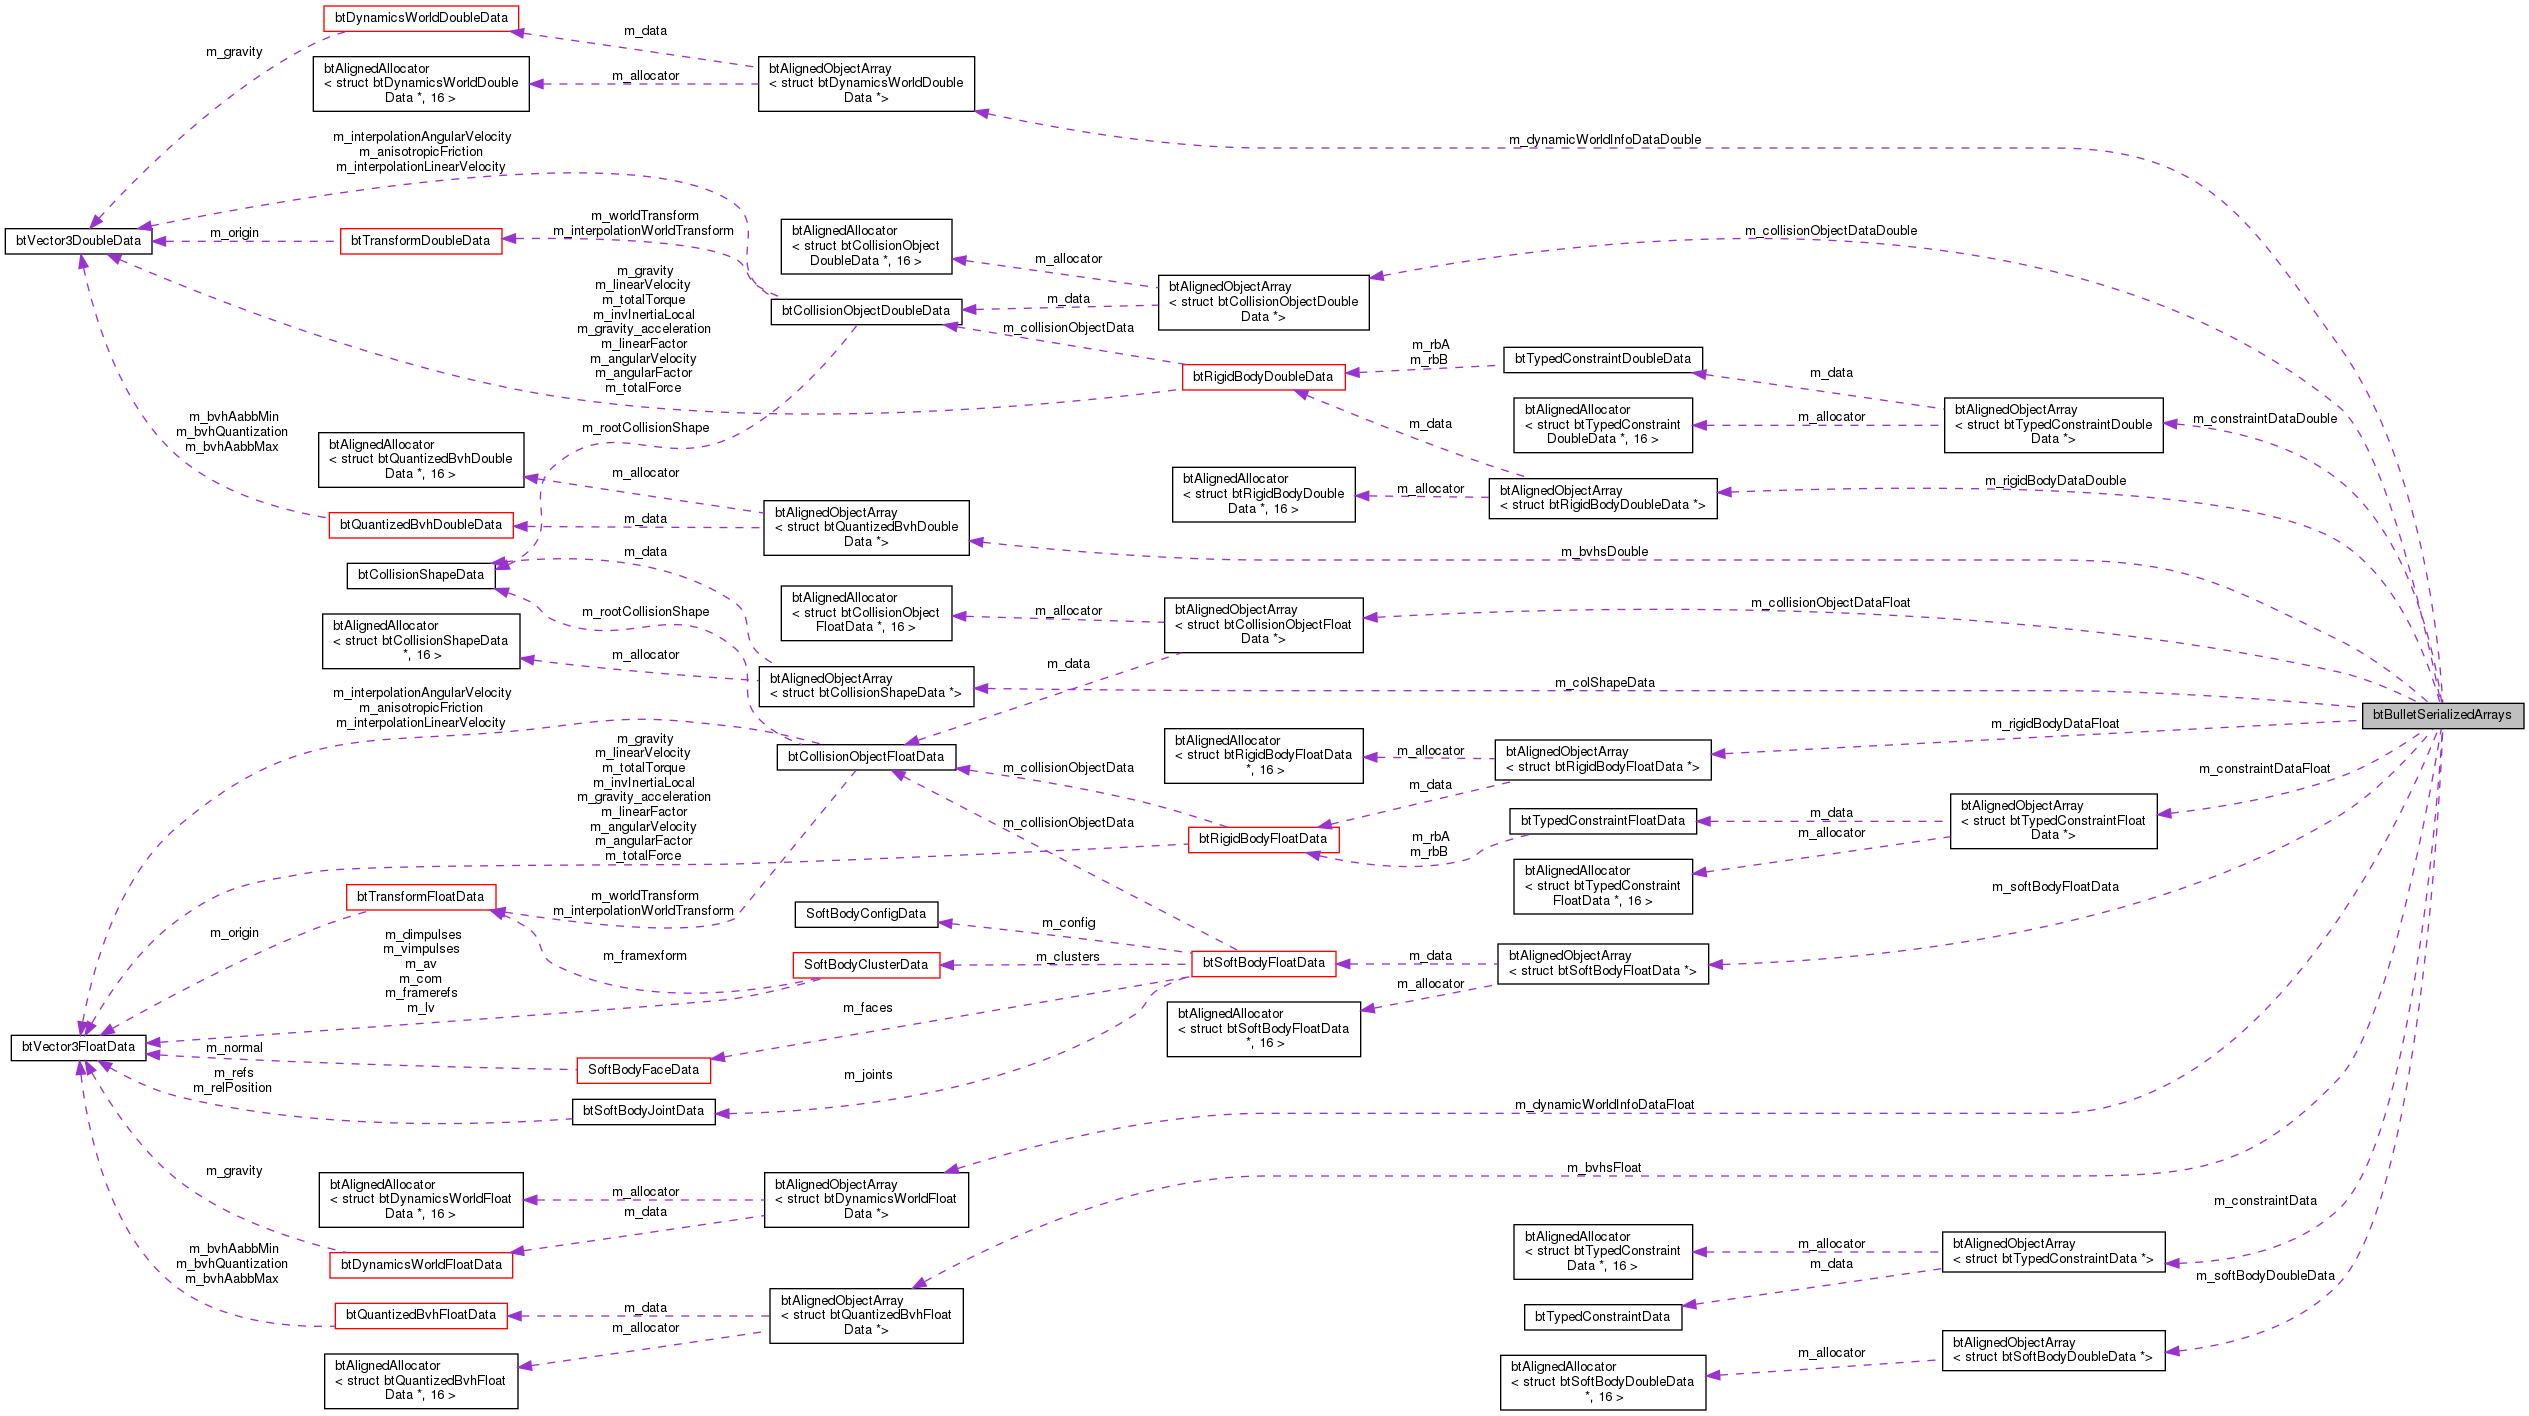 btDynamicsWorldDoubleData
m_data
m_gravity
btAlignedAllocator
< struct btDynamicsWorldDouble
Data *, 16 >
m_allocator
btAlignedObjectArray
< struct btDynamicsWorldDouble
Data *>
m_dynamicWorldInfoDataDouble
m_interpolationAngularVelocity
m_anisotropicFriction
m_interpolationLinearVelocity
btVector3DoubleData
m_origin
btTransformDoubleData
m_worldTransform
m_interpolationWorldTransform
btAlignedAllocator
< struct btCollisionObject
DoubleData *, 16 >
m_allocator
m_collisionObjectDataDouble
btAlignedObjectArray
< struct btCollisionObjectDouble
Data *>
m_data
btCollisionObjectDoubleData
m_collisionObjectData
m_gravity
m_linearVelocity
m_totalTorque
m_invInertiaLocal
m_gravity_acceleration
m_linearFactor
m_angularVelocity
m_angularFactor
m_totalForce
btRigidBodyDoubleData
m_rbA
m_rbB
btTypedConstraintDoubleData
m_data
btAlignedAllocator
< struct btTypedConstraint
DoubleData *, 16 >
m_allocator
btAlignedObjectArray
< struct btTypedConstraintDouble
Data *>
m_constraintDataDouble
m_bvhAabbMin
m_bvhQuantization
m_bvhAabbMax
m_rootCollisionShape
m_data
btAlignedAllocator
< struct btQuantizedBvhDouble
Data *, 16 >
m_allocator
btAlignedAllocator
< struct btRigidBodyDouble
Data *, 16 >
m_allocator
btAlignedObjectArray
< struct btRigidBodyDoubleData *>
m_rigidBodyDataDouble
btQuantizedBvhDoubleData
m_data
btAlignedObjectArray
< struct btQuantizedBvhDouble
Data *>
m_bvhsDouble
m_data
btCollisionShapeData
m_rootCollisionShape
btAlignedAllocator
< struct btCollisionObject
FloatData *, 16 >
m_allocator
btAlignedObjectArray
< struct btCollisionObjectFloat
Data *>
m_collisionObjectDataFloat
btAlignedAllocator
< struct btCollisionShapeData
*, 16 >
m_allocator
btAlignedObjectArray
< struct btCollisionShapeData *>
m_data
m_colShapeData
btBulletSerializedArrays
m_interpolationAngularVelocity
m_anisotropicFriction
m_interpolationLinearVelocity
btCollisionObjectFloatData
m_collisionObjectData
btAlignedAllocator
< struct btRigidBodyFloatData
*, 16 >
m_allocator
btAlignedObjectArray
< struct btRigidBodyFloatData *>
m_rigidBodyDataFloat
m_data
m_constraintDataFloat
m_gravity
m_linearVelocity
m_totalTorque
m_invInertiaLocal
m_gravity_acceleration
m_linearFactor
m_angularVelocity
m_angularFactor
m_totalForce
m_collisionObjectData
btRigidBodyFloatData
m_rbA
m_rbB
btTypedConstraintFloatData
m_data
m_allocator
btAlignedObjectArray
< struct btTypedConstraintFloat
Data *>
btAlignedAllocator
< struct btTypedConstraint
FloatData *, 16 >
btTransformFloatData
m_worldTransform
m_interpolationWorldTransform
m_origin
m_framexform
m_dimpulses
m_vimpulses
m_av
m_com
m_framerefs
m_lv
SoftBodyConfigData
m_config
SoftBodyClusterData
m_clusters
btSoftBodyFloatData
m_data
btAlignedObjectArray
< struct btSoftBodyFloatData *>
m_softBodyFloatData
m_allocator
btAlignedAllocator
< struct btSoftBodyFloatData
*, 16 >
m_faces
m_joints
btVector3FloatData
m_normal
SoftBodyFaceData
m_refs
m_relPosition
btSoftBodyJointData
m_dynamicWorldInfoDataFloat
m_bvhsFloat
m_gravity
btAlignedAllocator
< struct btDynamicsWorldFloat
Data *, 16 >
m_allocator
m_data
btAlignedObjectArray
< struct btDynamicsWorldFloat
Data *>
btDynamicsWorldFloatData
m_bvhAabbMin
m_bvhQuantization
m_bvhAabbMax
btQuantizedBvhFloatData
m_data
m_allocator
btAlignedObjectArray
< struct btQuantizedBvhFloat
Data *>
btAlignedAllocator
< struct btQuantizedBvhFloat
Data *, 16 >
m_constraintData
btAlignedAllocator
< struct btTypedConstraint
Data *, 16 >
m_allocator
m_data
btAlignedObjectArray
< struct btTypedConstraintData *>
btTypedConstraintData
m_softBodyDoubleData
btAlignedObjectArray
< struct btSoftBodyDoubleData *>
m_allocator
btAlignedAllocator
< struct btSoftBodyDoubleData
*, 16 >